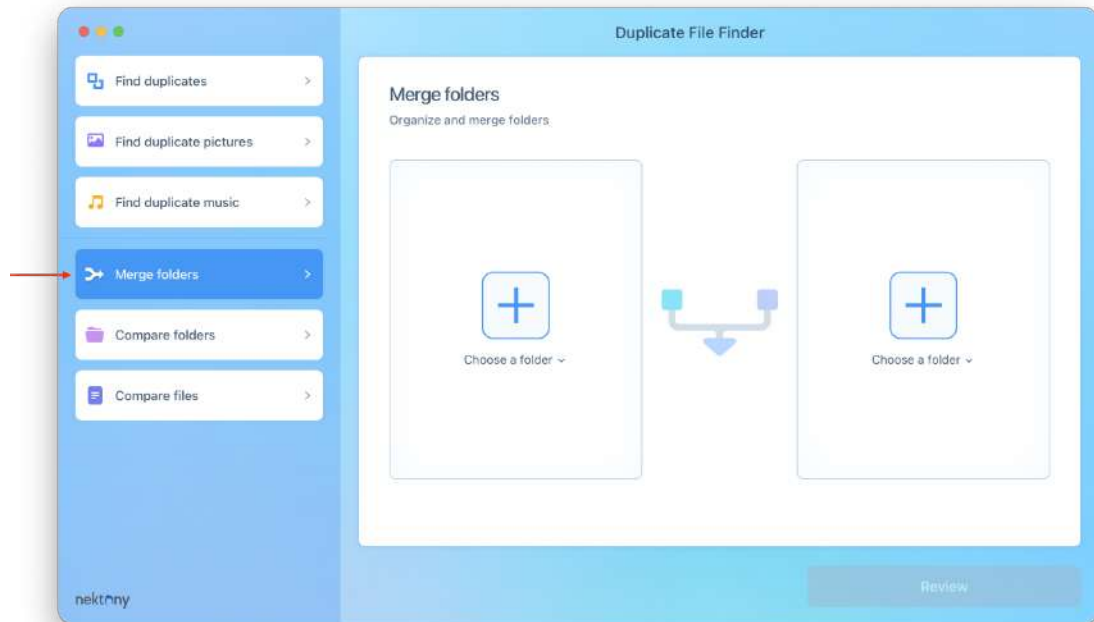 Duplicate File Finder
Find duplicates
Find duplicate pictures
Find duplicate music
Merge folders
Compare folders
Compare files
nektony
Merge folders
Organize and merge folders
Choose a folder
Choose a folder
Review